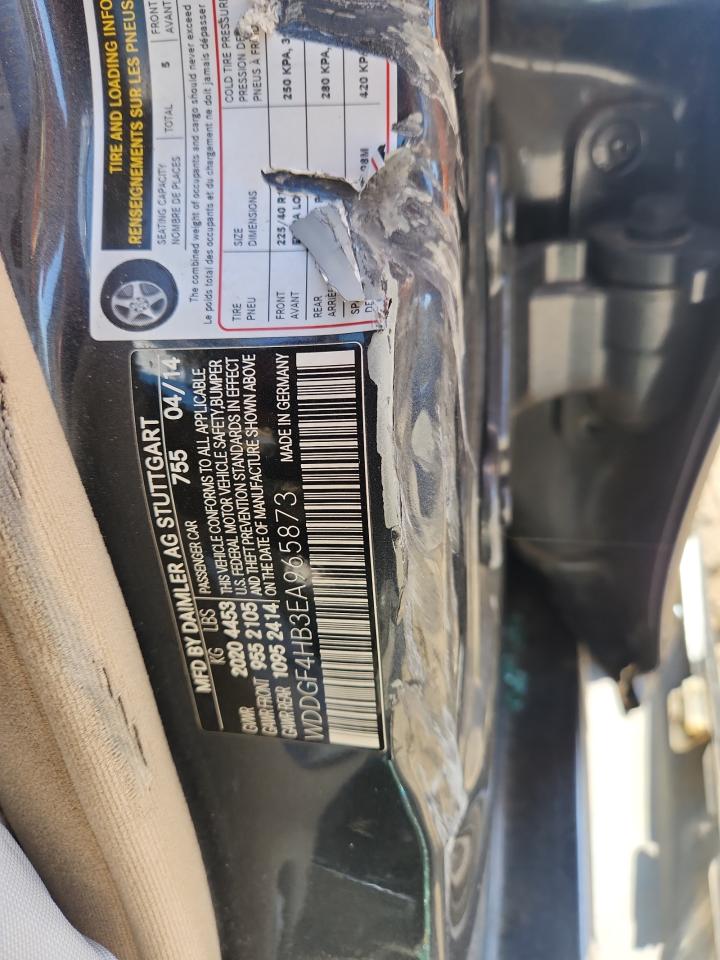 TIRE AND LOADING INFO
RENSEIGNEMENTS SUR LES PNEUS
SEATING CAPACITY TOTAL 5 FRONT
NOMBRE DE PLACES AVANT
The combined weight of occupants and cargo should never exceed
Le poids total des occupants et du chargement ne doit jamais dépasser
TIRE SIZE COLD TIRE PRESSURE
PNEU DIMENSIONS PRESSION DE
PNEUS À
FRONT 225/40 R 250 KPA,
AVANT
REAR 280 KPA,
420
MFD BY DAIMLER AG STUTTGART
KG LBS PASSENGER CAR 755 04/14
GVWR 2020 4453 THIS VEHICLE CONFORMS TO ALL APPLICABLE
GAWR FRONT 955 2105 U.S. FEDERAL MOTOR VEHICLE SAFETY, BUMPER
GAWR REAR 1095 2414 AND THEFT PREVENTION STANDARDS IN EFFECT
ON THE DATE OF MANUFACTURE SHOWN ABOVE
WDDGF4HB3EA965873 MADE IN GERMANY